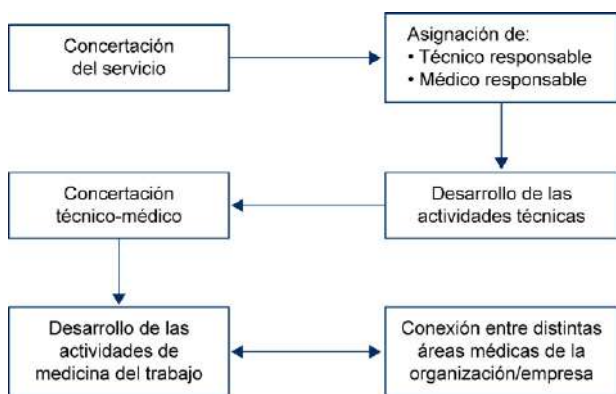 Concertación
del servicio
Asignación de:
• Técnico responsable
• Médico responsable
Concertación
técnico-médico
Desarrollo de las
actividades técnicas
Desarrollo de las
actividades de
medicina del trabajo
Conexión entre distintas
áreas médicas de la
organización/empresa